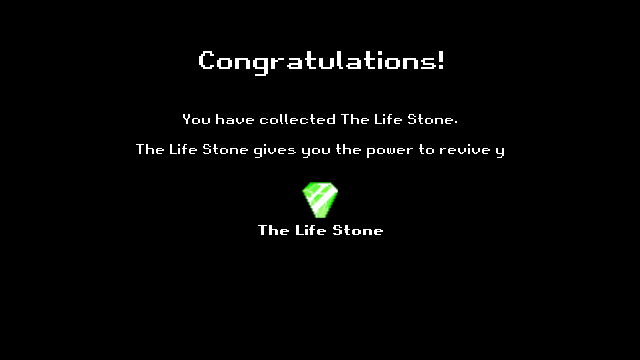 Congratulations!
You have collected The Life Stone.
The Life Stone gives you the power to revive y
The Life Stone